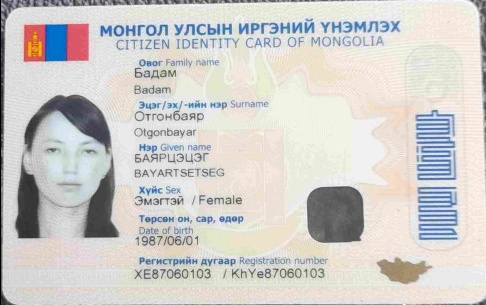 МОНГОЛ УЛСЫН ИРГЭНИЙ ҮНЭМЛЭХ
CITIZEN IDENTITY CARD OF MONGOLIA
Овог Family name
Бадам
Badam
Эцэг/эх/-ийн нэр Surname
Отгонбаяр
Otgonbayar
Нэр Given name
БАЯРЦЭЦЭГ
BAYARTSETSEG
Хүйс Sex
Эмэгтэй / Female
Төрсөн он, сар, өдөр
Date of birth
1987/06/01
Регистрийн дугаар Registration number
ХЕ87060103 / KhYe87060103